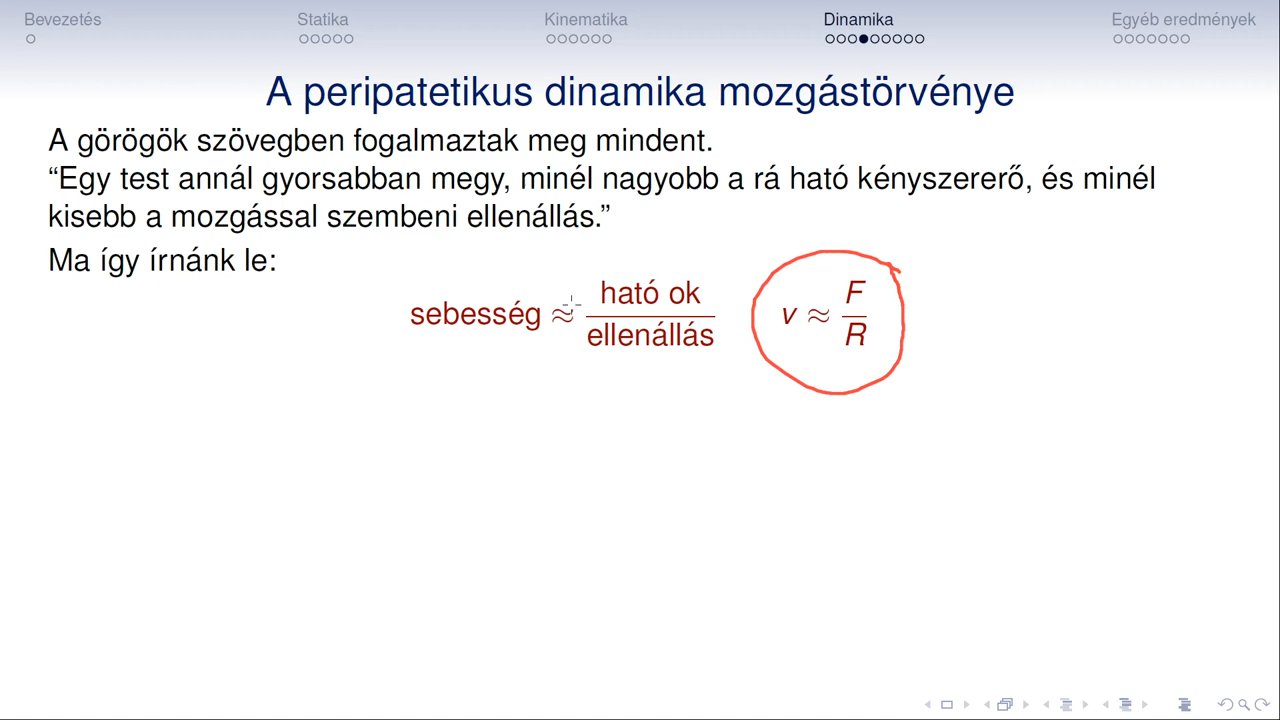 Bevezetés Statika Kinematika Dinamika Egyéb eredmények
A peripatetikus dinamika mozgástörvénye
A görögök szövegben fogalmaztak meg mindent.
“Egy test annál gyorsabban megy, minél nagyobb a rá ható kényszererő, és minél
kisebb a mozgással szembeni ellenállás.”
Ma így írnánk le:
sebesség ≈ ható ok / ellenállás v ≈ F / R